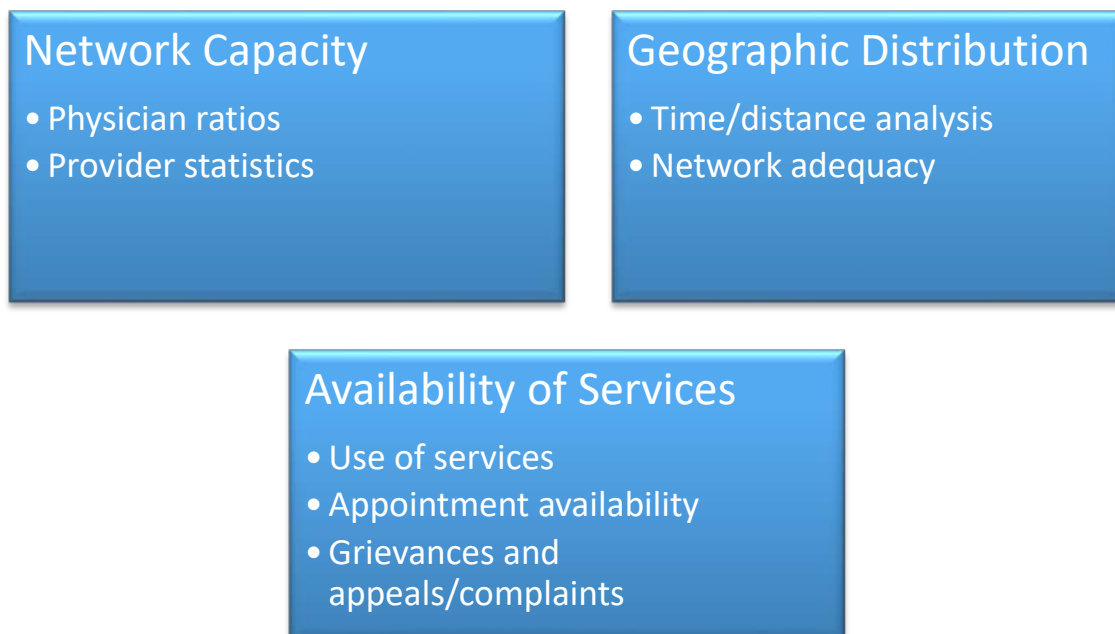 Network Capacity
• Physician ratios
• Provider statistics
Geographic Distribution
• Time/distance analysis
• Network adequacy
Availability of Services
• Use of services
• Appointment availability
• Grievances and
appeals/complaints